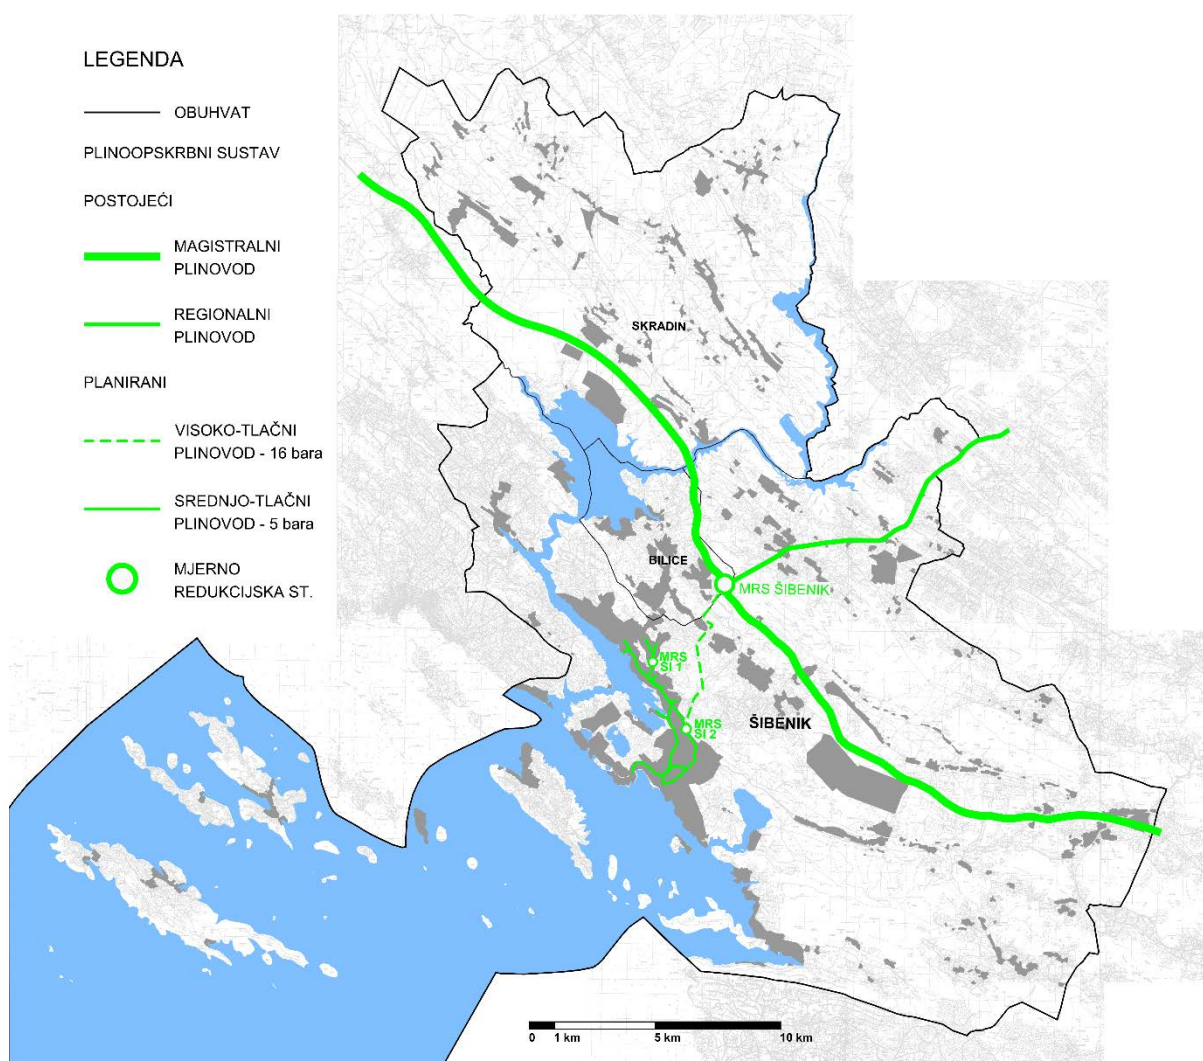 LEGENDA
OBUHVAT
PLINOOPSKRBNI SUSTAV
POSTOJEĆI
MAGISTRALNI
PLINOVOD
REGIONALNI
PLINOVOD
PLANIRANI
VISOKO-TLAČNI
PLINOVOD - 16 bara
SREDNJO-TLAČNI
PLINOVOD - 5 bara
MJERNO
REDUKCIJSKA ST.
SKRADIN
BILICE
MRS ŠIBENIK
MRS
SI 1
MRS
SI 2
ŠIBENIK
0 1 km 5 km 10 km